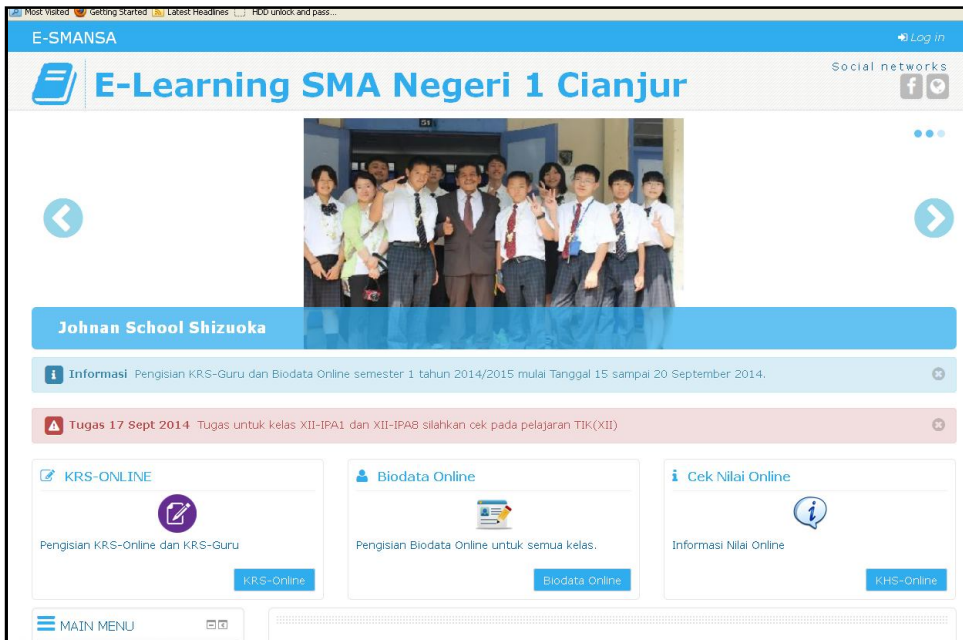 Most Visited Getting Started Latest Headlines HDD unlock and pass...
E-SMANSA
Log in
E-Learning SMA Negeri 1 Cianjur
Social networks
51
Johnan School Shizuoka
Informasi Pengisian KRS-Guru dan Biodata Online semester 1 tahun 2014/2015 mulai Tanggal 15 sampai 20 September 2014.
Tugas 17 Sept 2014 Tugas untuk kelas XII-IPA1 dan XII-IPA8 silahkan cek pada pelajaran TIK(XII)
KRS-ONLINE
Pengisian KRS-Online dan KRS-Guru
KRS-Online
Biodata Online
Pengisian Biodata Online untuk semua kelas.
Biodata Online
Cek Nilai Online
Informasi Nilai Online
KHS-Online
MAIN MENU